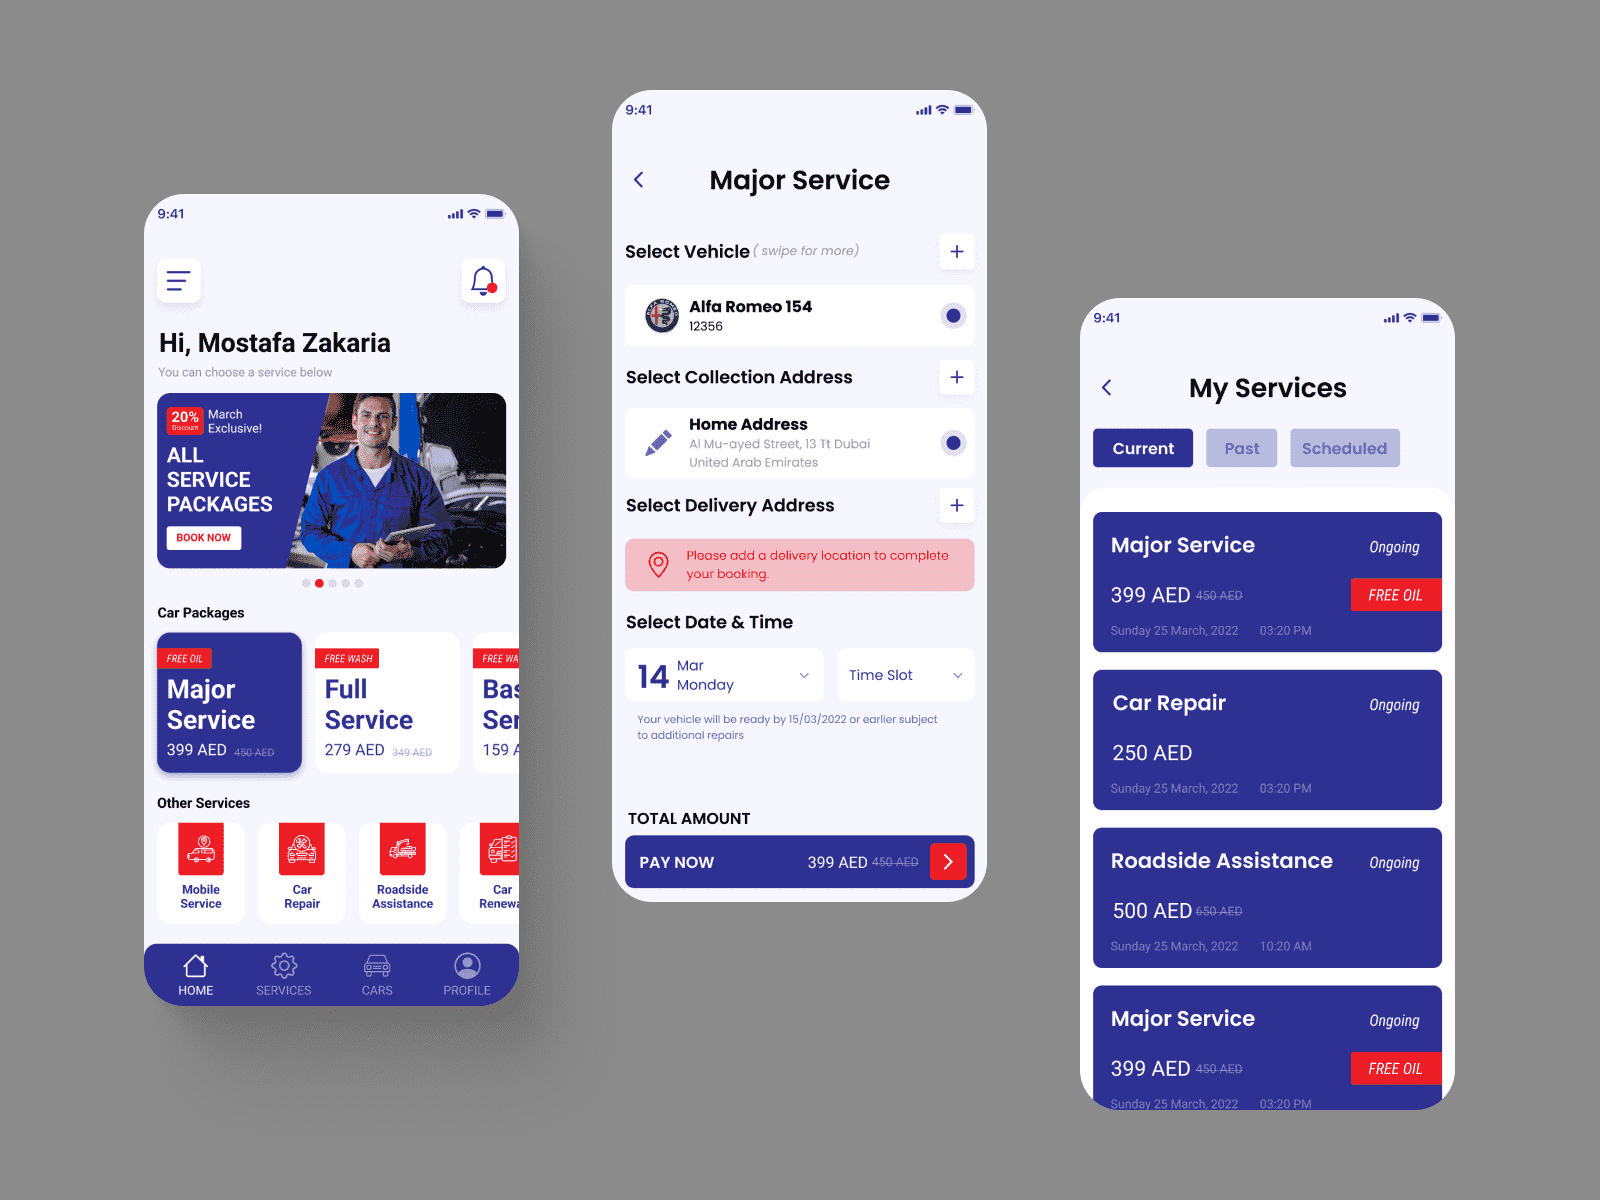 9:41
Hi, Mostafa Zakaria
You can choose a service below
20%
Discount
March
Exclusive!
ALL
SERVICE
PACKAGES
BOOK NOW
Car Packages
FREE OIL
Major
Service
399 AED 450 AED
FREE WASH
Full
Service
279 AED 349 AED
FREE WA
Bas
Ser
159 A
Other Services
Mobile
Service
Car
Repair
Roadside
Assistance
Car
Renewa
HOME
SERVICES
CARS
PROFILE
9:41
Major Service
Select Vehicle ( swipe for more)
Alfa Romeo 154
12356
Select Collection Address
Home Address
Al Mu-ayed Street, 13 Tt Dubai
United Arab Emirates
Select Delivery Address
Please add a delivery location to complete
your booking.
Select Date & Time
14
Mar
Monday
Time Slot
Your vehicle will be ready by 15/03/2022 or earlier subject
to additional repairs
TOTAL AMOUNT
PAY NOW 399 AED 450 AED
9:41
My Services
Current Past Scheduled
Major Service Ongoing
399 AED 450 AED FREE OIL
Sunday 25 March, 2022 03:20 PM
Car Repair Ongoing
250 AED
Sunday 25 March, 2022 03:20 PM
Roadside Assistance Ongoing
500 AED 650 AED
Sunday 25 March, 2022 10:20 AM
Major Service Ongoing
399 AED 450 AED FREE OIL
Sunday 25 March, 2022 03:20 PM